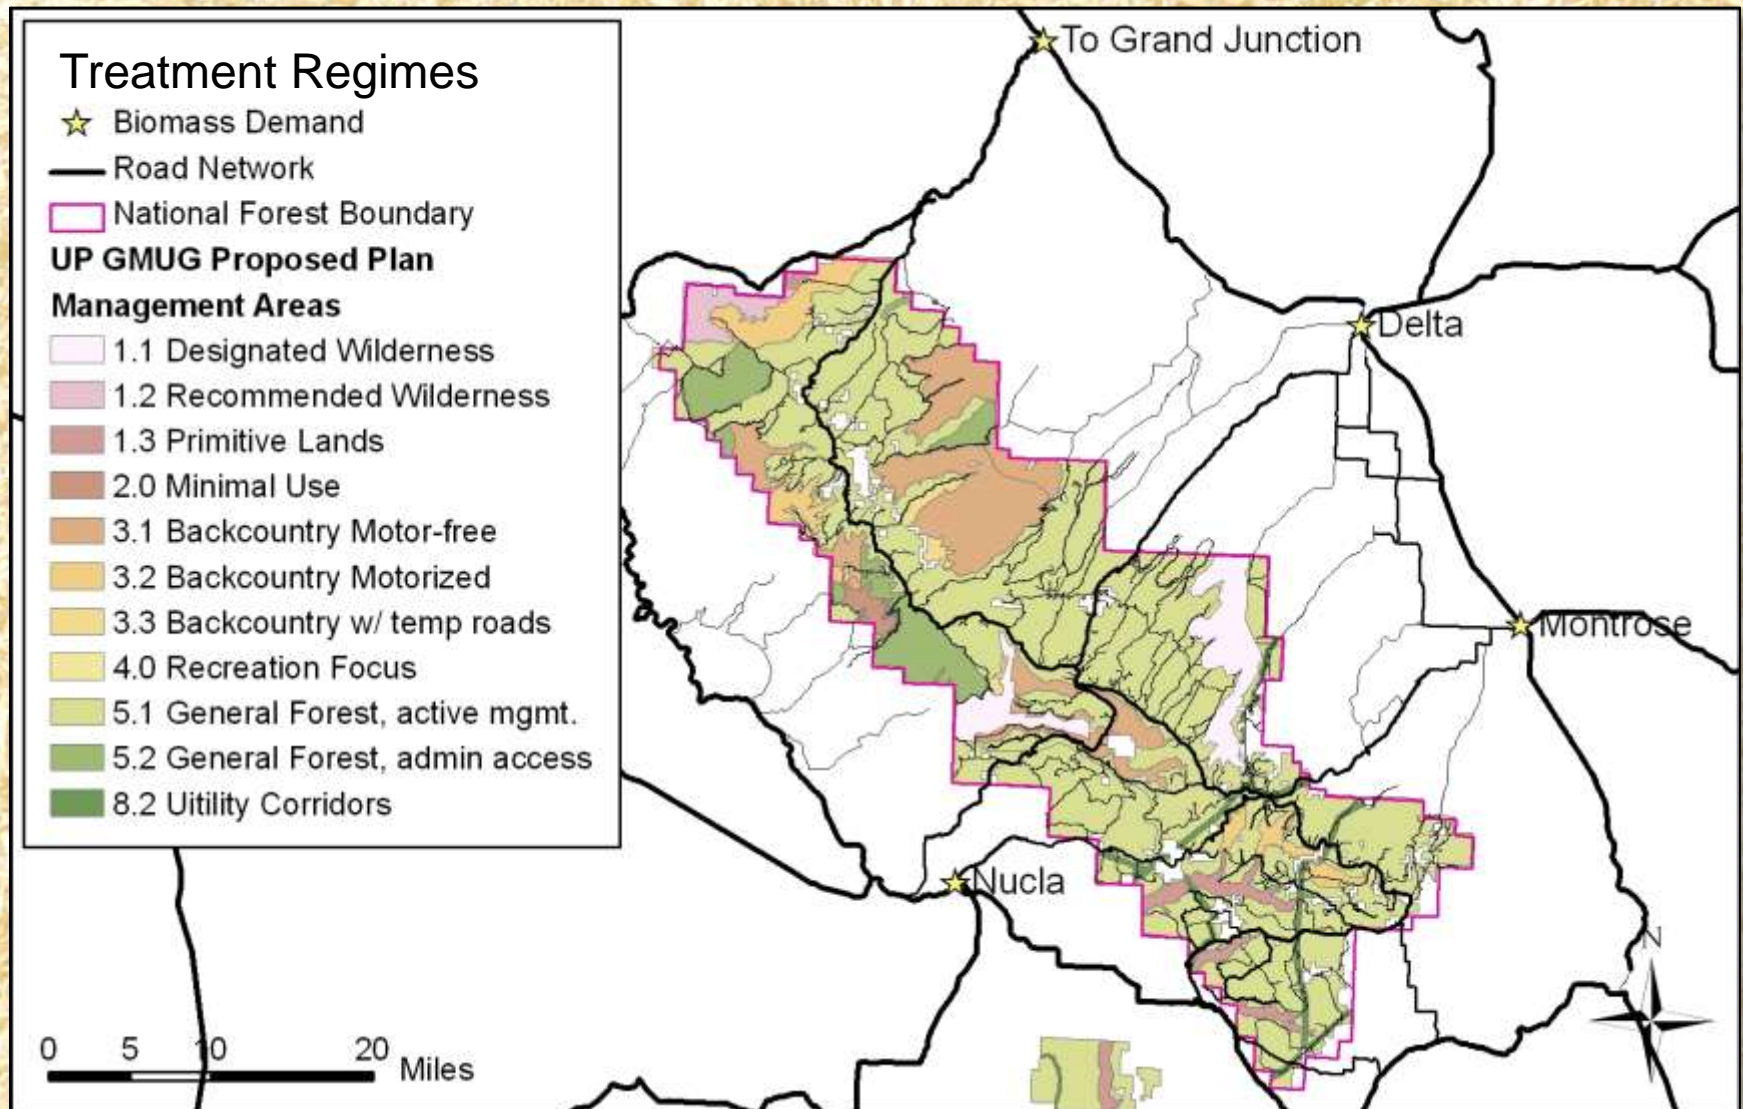 Treatment Regimes
Biomass Demand
Road Network
National Forest Boundary
UP GMUG Proposed Plan
Management Areas
1.1 Designated Wilderness
1.2 Recommended Wilderness
1.3 Primitive Lands
2.0 Minimal Use
3.1 Backcountry Motor-free
3.2 Backcountry Motorized
3.3 Backcountry w/ temp roads
4.0 Recreation Focus
5.1 General Forest, active mgmt.
5.2 General Forest, admin access
8.2 Uitility Corridors
To Grand Junction
Delta
Montrose
Nucla
N
0 5 10 20
Miles